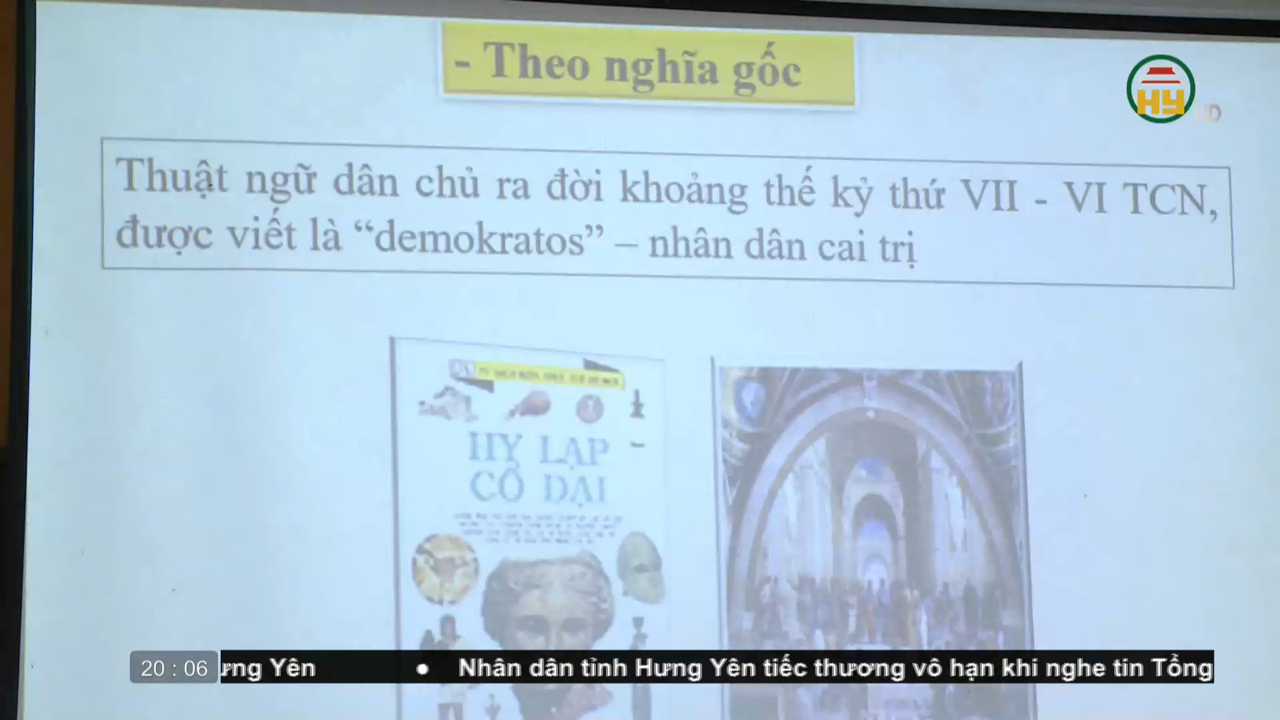 - Theo nghĩa gốc
HY
HD
Thuật ngữ dân chủ ra đời khoảng thế kỷ thứ VII - VI TCN,
được viết là “demokratos” – nhân dân cai trị
HY LẠP
CỔ ĐẠI
20 : 06 ưng Yên • Nhân dân tỉnh Hưng Yên tiếc thương vô hạn khi nghe tin Tổng